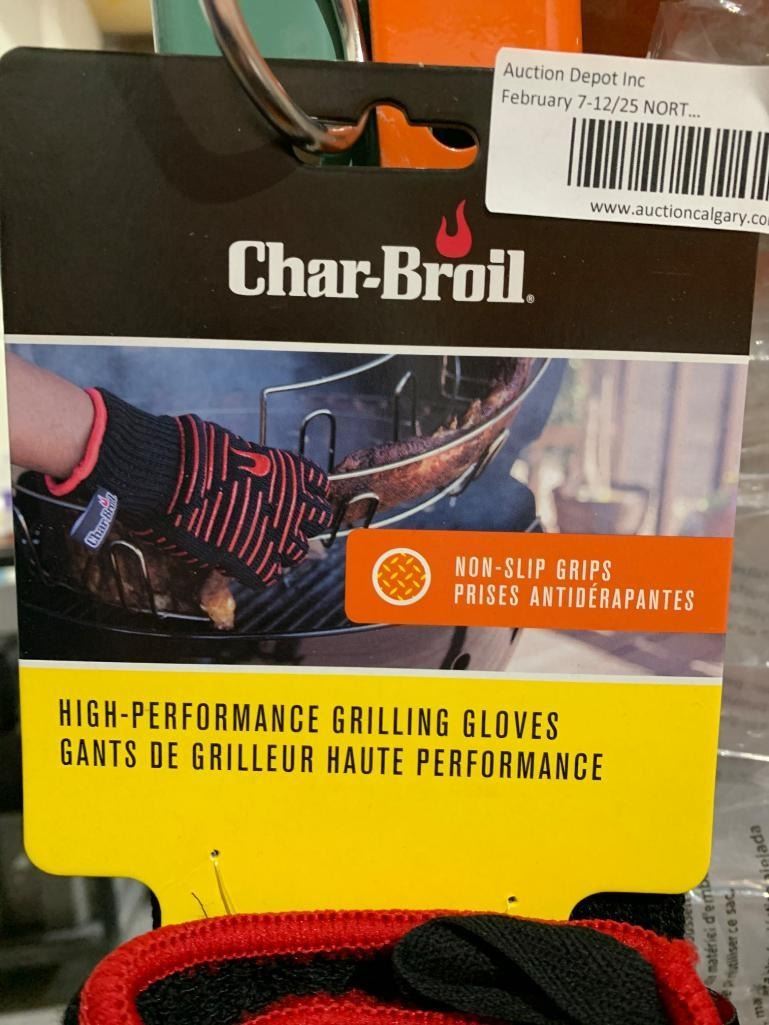 Auction Depot Inc
February 7-12/25 NORT...
www.auctioncalgary.co
Char-Broil®
Char-Broil
NON-SLIP GRIPS
PRISES ANTIDÉRAPANTES
HIGH-PERFORMANCE GRILLING GLOVES
GANTS DE GRILLEUR HAUTE PERFORMANCE